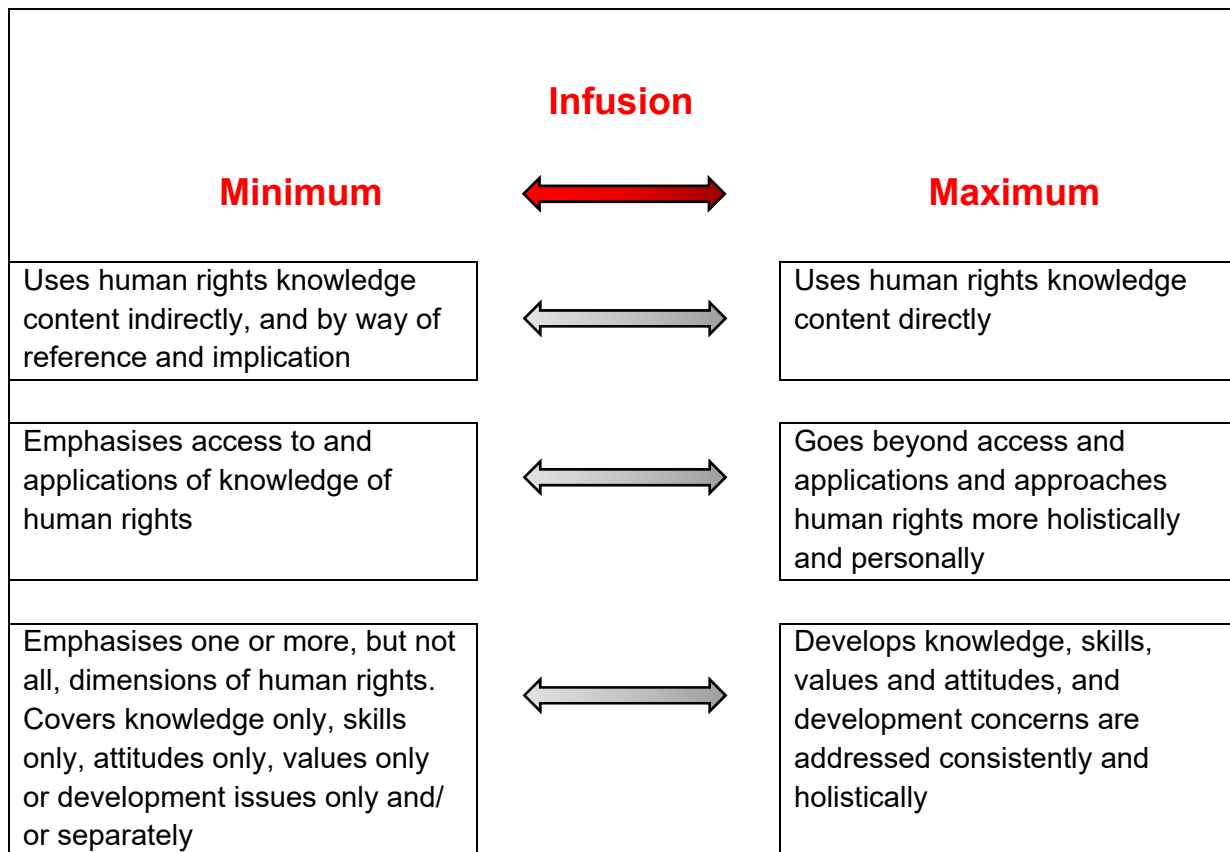 Infusion
Minimum
Maximum
Uses human rights knowledge
content indirectly, and by way of
reference and implication
Uses human rights knowledge
content directly
Emphasises access to and
applications of knowledge of
human rights
Goes beyond access and
applications and approaches
human rights more holistically
and personally
Emphasises one or more, but not
all, dimensions of human rights.
Covers knowledge only, skills
only, attitudes only, values only
or development issues only and/
or separately
Develops knowledge, skills,
values and attitudes, and
development concerns are
addressed consistently and
holistically